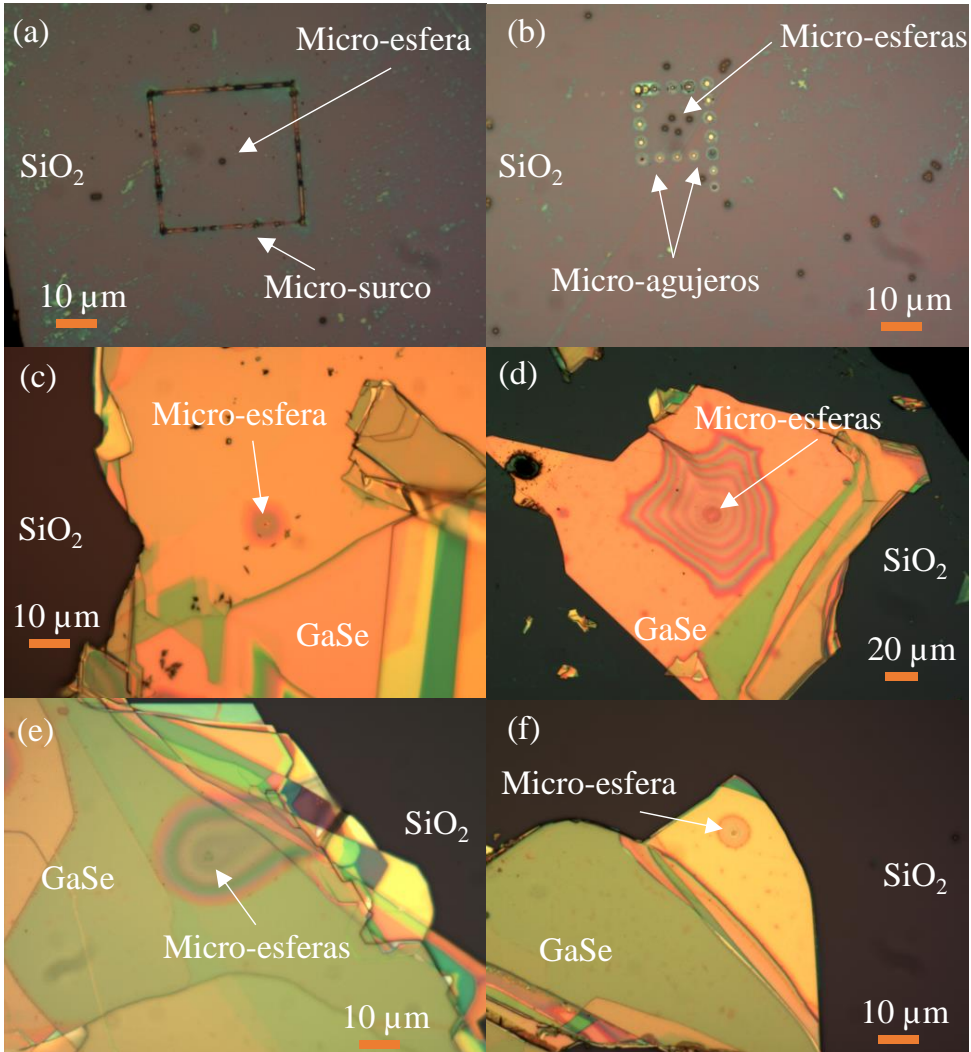 (a)
Micro-esfera
SiO₂
Micro-surco
10 µm
(b)
Micro-esferas
SiO₂
Micro-agujeros
10 µm
(c)
Micro-esfera
SiO₂
10 µm
GaSe
(d)
Micro-esferas
SiO₂
GaSe
20 µm
(e)
SiO₂
GaSe
Micro-esferas
10 µm
(f)
Micro-esfera
SiO₂
GaSe
10 µm